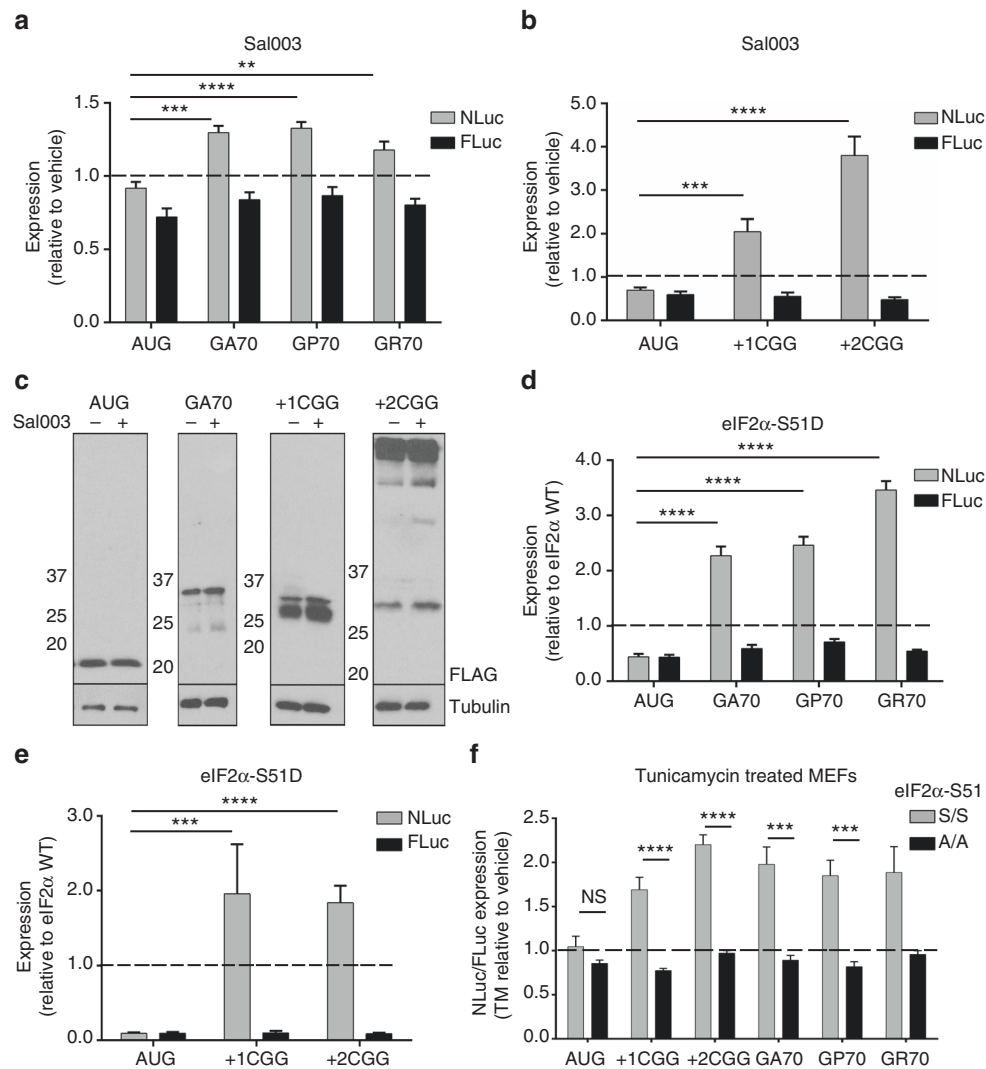 a
Sal003
**
****
***
1.5
1.0
0.5
0.0
Expression
(relative to vehicle)
NLuc
FLuc
AUG GA70 GP70 GR70
b
Sal003
****
***
5.0
4.0
3.0
2.0
1.0
0.0
Expression
(relative to vehicle)
NLuc
FLuc
AUG +1CGG +2CGG
c
AUG GA70 +1CGG +2CGG
Sal003 – + – + – + – +
37
25
20
37
25
20
37
25
20
37
25
20
FLAG
Tubulin
d
eIF2α-S51D
****
****
****
4.0
3.0
2.0
1.0
0.0
Expression
(relative to eIF2α WT)
NLuc
FLuc
AUG GA70 GP70 GR70
e
eIF2α-S51D
****
***
3.0
2.0
1.0
0.0
Expression
(relative to eIF2α WT)
NLuc
FLuc
AUG +1CGG +2CGG
f
Tunicamycin treated MEFs
eIF2α-S51
S/S
A/A
2.5
2.0
1.5
1.0
0.5
0.0
NLuc/FLuc expression
(TM relative to vehicle)
NS
****
****
***
***
AUG +1CGG +2CGG GA70 GP70 GR70